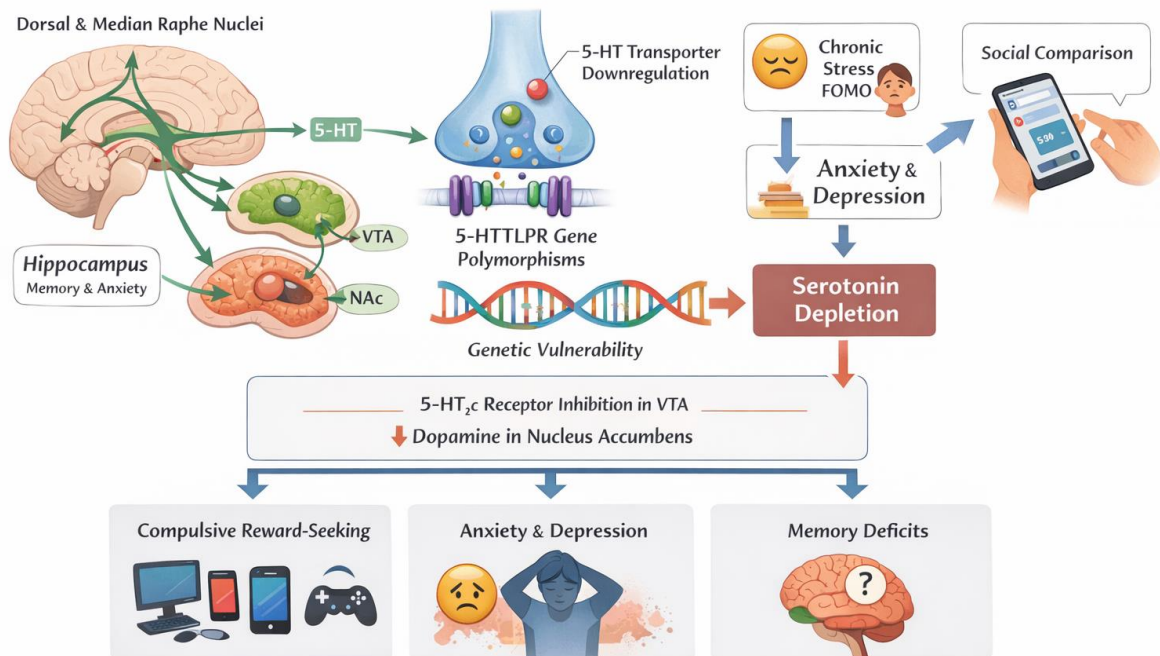 Dorsal & Median Raphe Nuclei
5-HT
5-HT Transporter
Downregulation
Chronic
Stress
FOMO
Social Comparison
Anxiety &
Depression
VTA
Hippocampus
Memory & Anxiety
NAc
5-HTTLPR Gene
Polymorphisms
Genetic Vulnerability
Serotonin
Depletion
5-HT₂c Receptor Inhibition in VTA
Dopamine in Nucleus Accumbens
Compulsive Reward-Seeking
Anxiety & Depression
Memory Deficits
?